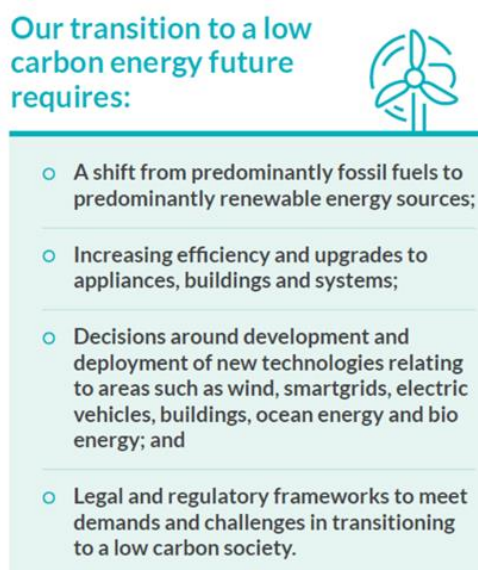 Our transition to a low
carbon energy future
requires:
A shift from predominantly fossil fuels to
predominantly renewable energy sources;
Increasing efficiency and upgrades to
appliances, buildings and systems;
Decisions around development and
deployment of new technologies relating
to areas such as wind, smartgrids, electric
vehicles, buildings, ocean energy and bio
energy; and
Legal and regulatory frameworks to meet
demands and challenges in transitioning
to a low carbon society.